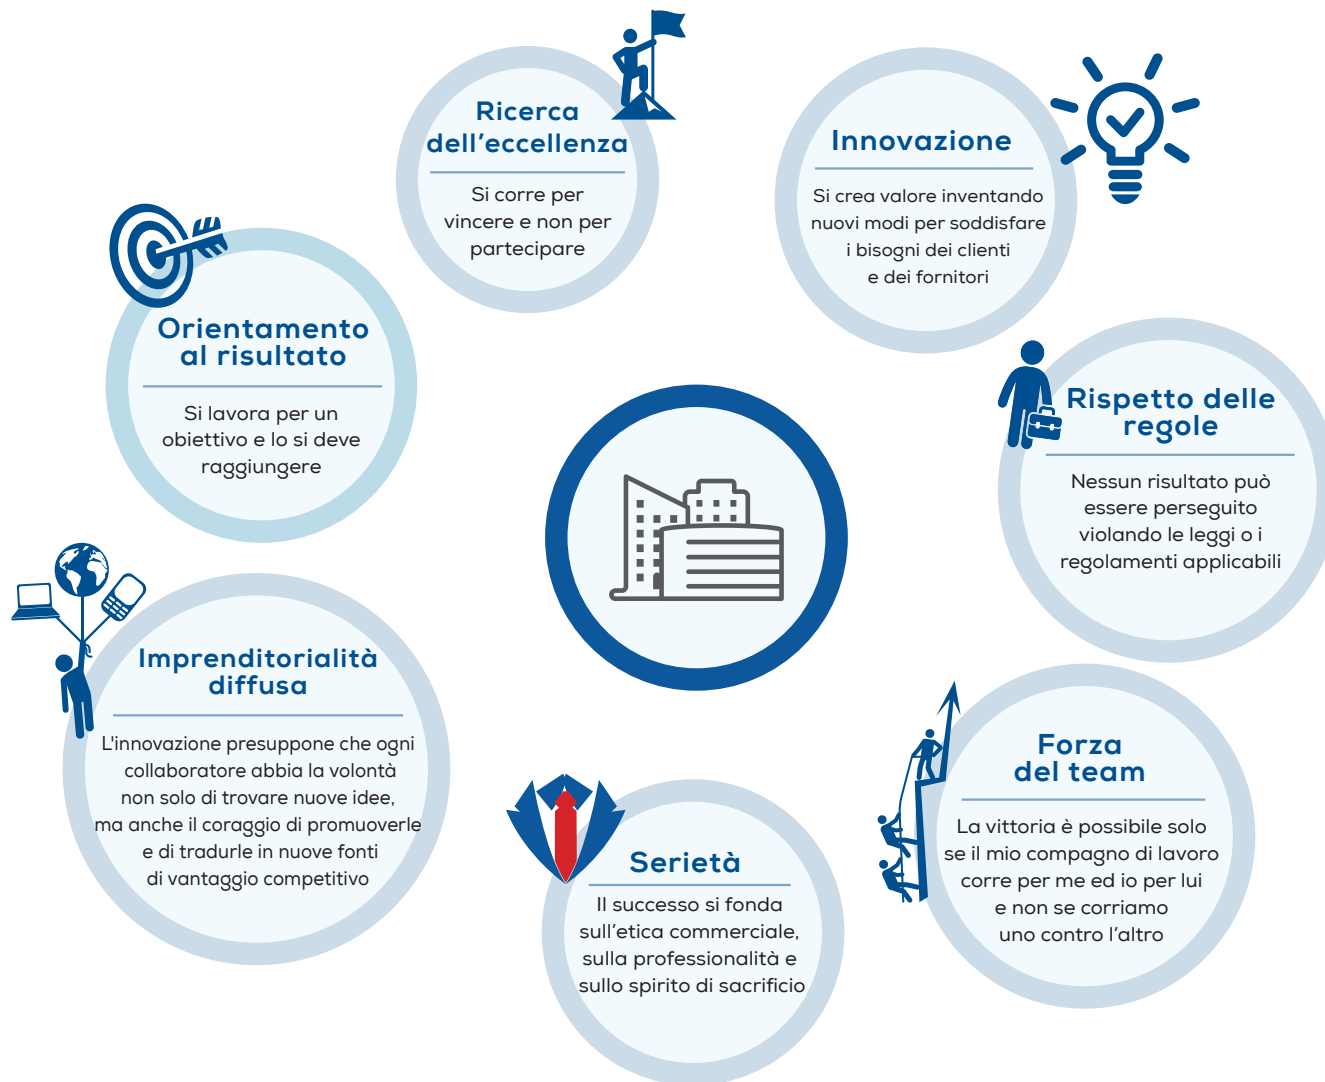 Ricerca
dell'eccellenza
Si corre per
vincere e non per
partecipare
Innovazione
Si crea valore inventando
nuovi modi per soddisfare
i bisogni dei clienti
e dei fornitori
Orientamento
al risultato
Si lavora per un
obiettivo e lo si deve
raggiungere
Rispetto delle
regole
Nessun risultato può
essere perseguito
violando le leggi o i
regolamenti applicabili
Imprenditorialità
diffusa
L'innovazione presuppone che ogni
collaboratore abbia la volontà
non solo di trovare nuove idee,
ma anche il coraggio di promuoverle
e di tradurle in nuove fonti
di vantaggio competitivo
Forza
del team
La vittoria è possibile solo
se il mio compagno di lavoro
corre per me ed io per lui
e non se corriamo
uno contro l'altro
Serietà
Il successo si fonda
sull'etica commerciale,
sulla professionalità e
sullo spirito di sacrificio